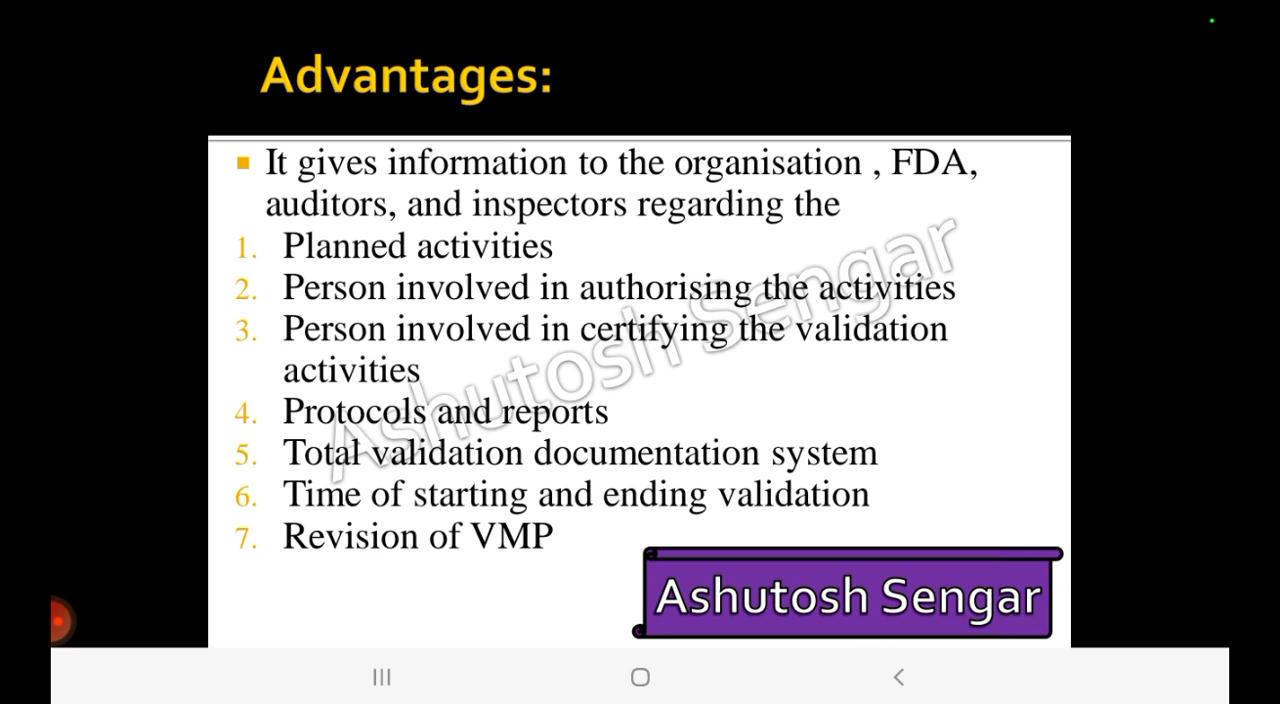 Advantages:
It gives information to the organisation , FDA,
auditors, and inspectors regarding the
1. Planned activities
2. Person involved in authorising the activities
3. Person involved in certifying the validation
activities
4. Protocols and reports
5. Total validation documentation system
6. Time of starting and ending validation
7. Revision of VMP
Ashutosh Sengar
Ashutosh Sengar